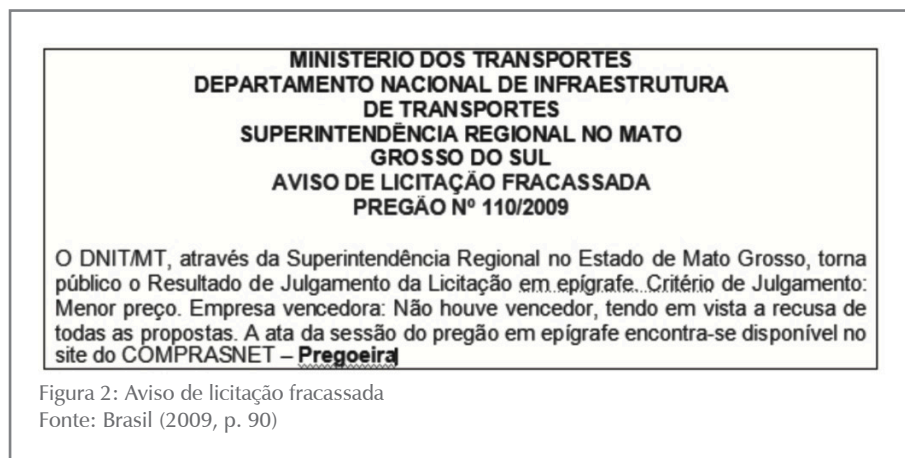 MINISTERIO DOS TRANSPORTES
DEPARTAMENTO NACIONAL DE INFRAESTRUTURA
DE TRANSPORTES
SUPERINTENDÊNCIA REGIONAL NO MATO
GROSSO DO SUL
AVISO DE LICITAÇÃO FRACASSADA
PREGÃO Nº 110/2009
O DNIT/MT, através da Superintendência Regional no Estado de Mato Grosso, torna
público o Resultado de Julgamento da Licitação em epígrafe. Critério de Julgamento:
Menor preço. Empresa vencedora: Não houve vencedor, tendo em vista a recusa de
todas as propostas. A ata da sessão do pregão em epígrafe encontra-se disponível no
site do COMPRASNET – Pregoeira
Figura 2: Aviso de licitação fracassada
Fonte: Brasil (2009, p. 90)